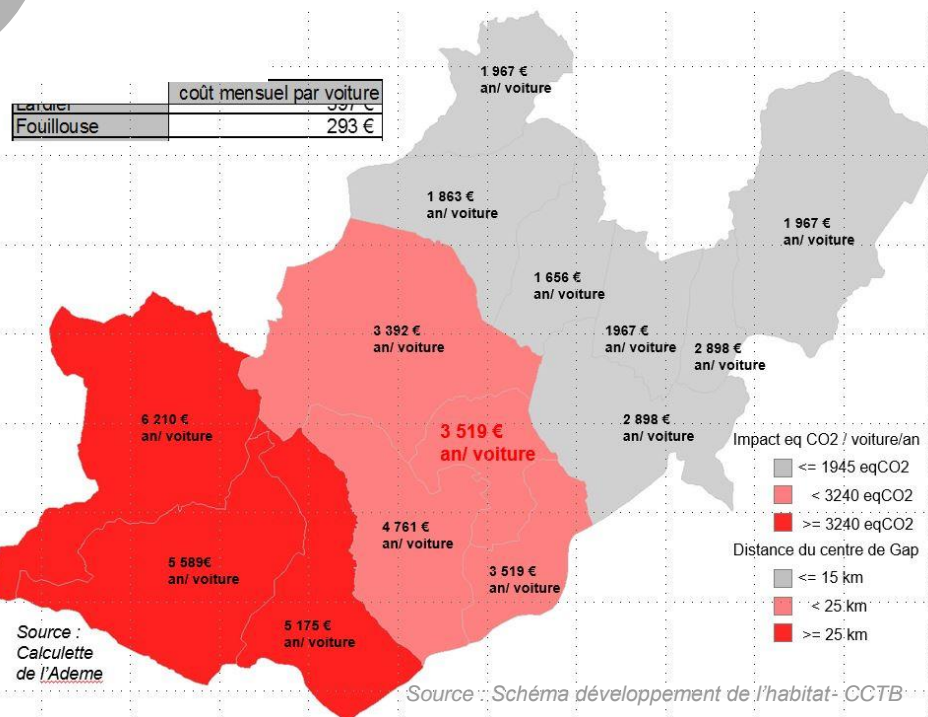 coût mensuel par voiture
Lardier 397 €
Fouillouse 293 €
1 967 €
an/ voiture
1 863 €
an/ voiture
1 967 €
an/ voiture
1 656 €
an/ voiture
3 392 €
an/ voiture
1967 €
an/ voiture
2 898 €
an/ voiture
6 210 €
an/ voiture
3 519 €
an/ voiture
2 898 €
an/ voiture
4 761 €
an/ voiture
5 589€
an/ voiture
3 519 €
an/ voiture
5 175 €
an/ voiture
Impact eq CO2 / voiture/an
<= 1945 eqCO2
< 3240 eqCO2
>= 3240 eqCO2
Distance du centre de Gap
<= 15 km
< 25 km
>= 25 km
Source :
Calculette
de l'Ademe
Source : Schéma développement de l'habitat- CCTB